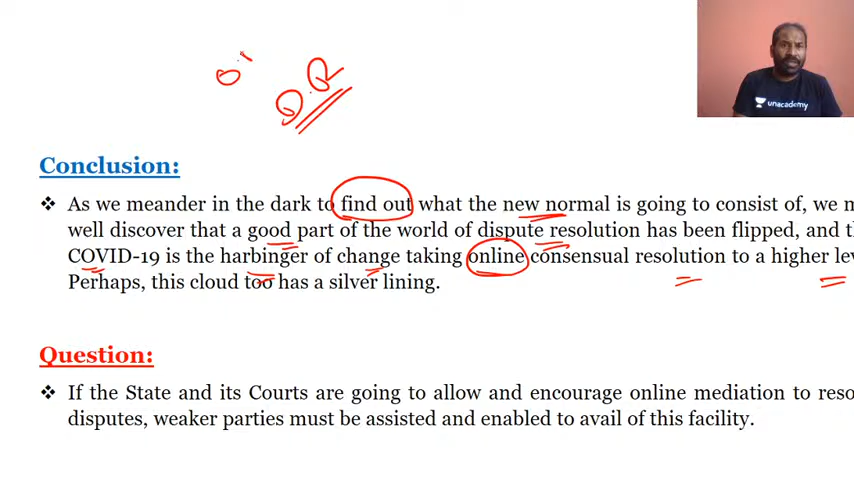 unacademy
Conclusion:
❖ As we meander in the dark to find out what the new normal is going to consist of, we m
well discover that a good part of the world of dispute resolution has been flipped, and t
COVID-19 is the harbinger of change taking online consensual resolution to a higher lev
Perhaps, this cloud too has a silver lining.
Question:
❖ If the State and its Courts are going to allow and encourage online mediation to reso
disputes, weaker parties must be assisted and enabled to avail of this facility.